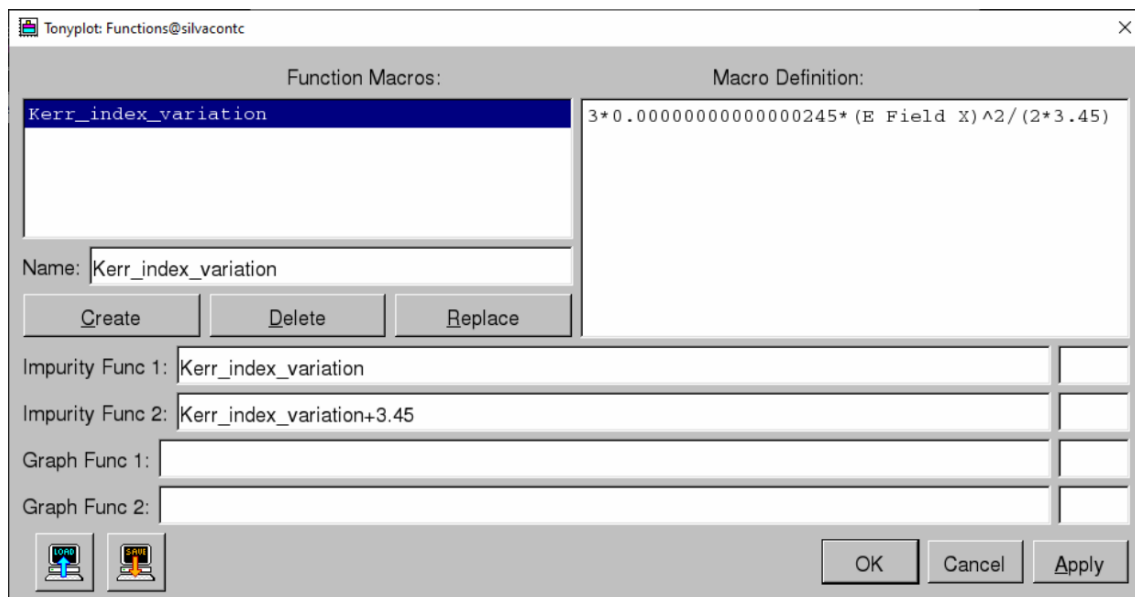 Tonyplot: Functions@silvacontc
Function Macros:
Macro Definition:
Kerr_index_variation
3*0.00000000000000245*(E Field X)^2/(2*3.45)
Name: Kerr_index_variation
Create Delete Replace
Impurity Func 1: Kerr_index_variation
Impurity Func 2: Kerr_index_variation+3.45
Graph Func 1:
Graph Func 2:
LOAD SAVE
OK Cancel Apply